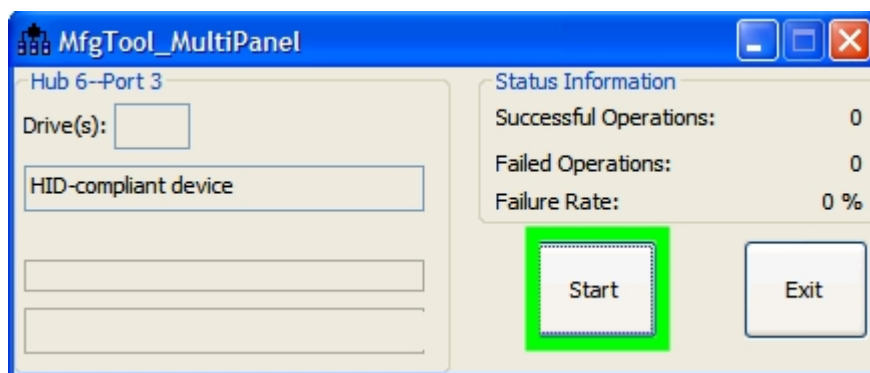 MfgTool_MultiPanel
Hub 6--Port 3
Drive(s):
HID-compliant device
Status Information
Successful Operations: 0
Failed Operations: 0
Failure Rate: 0 %
Start
Exit